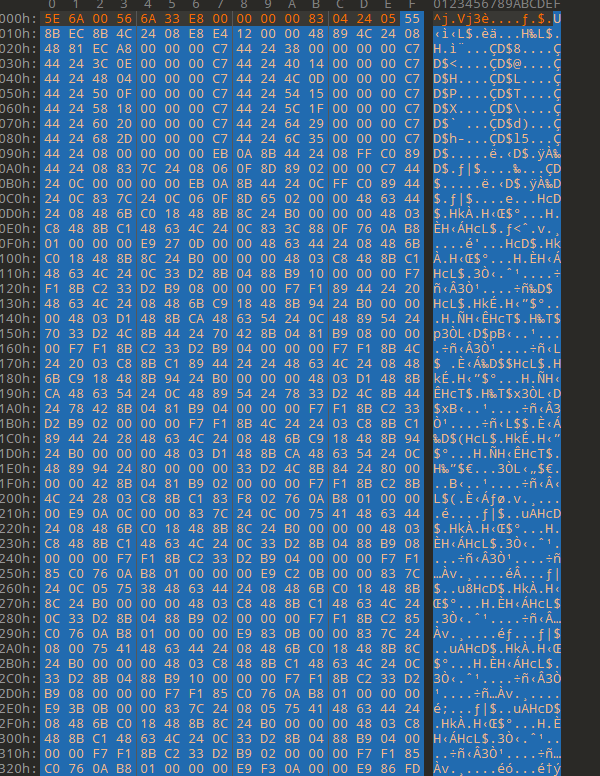 0 1 2 3 4 5 6 7 8 9 A B C D E F 0123456789ABCDEF
000h: 5E 6A 00 56 6A 33 E8 00 00 00 00 83 04 24 05 55 ^j.Vj3è....ƒ.$.U
010h: 8B EC 8B 4C 24 08 E8 E4 12 00 00 48 89 4C 24 08 ‹ì‹L$.èä...H‰L$.
020h: 48 81 EC A8 00 00 00 C7 44 24 38 00 00 00 00 C7 H.ì¨...ÇD$8....Ç
030h: 44 24 3C 0E 00 00 00 C7 44 24 40 14 00 00 00 C7 D$<....ÇD$@....Ç
040h: 44 24 48 04 00 00 00 C7 44 24 4C 0D 00 00 00 C7 D$H....ÇD$L....Ç
050h: 44 24 50 0F 00 00 00 C7 44 24 54 15 00 00 00 C7 D$P....ÇD$T....Ç
060h: 44 24 58 18 00 00 00 C7 44 24 5C 1F 00 00 00 C7 D$X....ÇD$\....Ç
070h: 44 24 60 20 00 00 00 C7 44 24 64 29 00 00 00 C7 D$` ...ÇD$d)...Ç
080h: 44 24 68 2D 00 00 00 C7 44 24 6C 35 00 00 00 C7 D$h-...ÇD$l5...Ç
090h: 44 24 08 00 00 00 00 EB 0A 8B 44 24 08 FF C0 89 D$.....ë.‹D$.ÿÀ‰
0A0h: 44 24 08 83 7C 24 08 06 0F 8D 89 02 00 00 C7 44 D$.ƒ|$....‰...ÇD
0B0h: 24 0C 00 00 00 00 EB 0A 8B 44 24 0C FF C0 89 44 $.....ë.‹D$.ÿÀ‰D
0C0h: 24 0C 83 7C 24 0C 06 0F 8D 65 02 00 00 48 63 44 $.ƒ|$....e...HcD
0D0h: 24 08 48 6B C0 18 48 8B 8C 24 B0 00 00 00 48 03 $.HkÀ.H‹Œ$°...H.
0E0h: C8 48 8B C1 48 63 4C 24 0C 83 3C 88 0F 76 0A B8 ÈH‹ÁHcL$.ƒ<ˆ.v.¸
0F0h: 01 00 00 00 E9 27 0D 00 00 48 63 44 24 08 48 6B ....é'...HcD$.Hk
100h: C0 18 48 8B 8C 24 B0 00 00 00 48 03 C8 48 8B C1 À.H‹Œ$°...H.ÈH‹Á
110h: 48 63 4C 24 0C 33 D2 8B 04 88 B9 10 00 00 00 F7 HcL$.3Ò‹.ˆ¹....÷
120h: F1 8B C2 33 D2 B9 08 00 00 00 F7 F1 89 44 24 20 ñ‹Â3Ò¹....÷ñ‰D$
130h: 48 63 4C 24 08 48 6B C9 18 48 8B 94 24 B0 00 00 HcL$.HkÉ.H‹”$°..
140h: 00 48 03 D1 48 8B CA 48 63 54 24 0C 48 89 54 24 .H.ÑH‹ÊHcT$.H‰T$
150h: 70 33 D2 4C 8B 44 24 70 42 8B 04 81 B9 08 00 00 p3ÒL‹D$pB‹..¹...
160h: 00 F7 F1 8B C2 33 D2 B9 04 00 00 00 F7 F1 8B 4C .÷ñ‹Â3Ò¹....÷ñ‹L
170h: 24 20 03 C8 8B C1 89 44 24 24 48 63 4C 24 08 48 $ .È‹Á‰D$$HcL$.H
180h: 6B C9 18 48 8B 94 24 B0 00 00 00 48 03 D1 48 8B kÉ.H‹”$°...H.ÑH‹
190h: CA 48 63 54 24 0C 48 89 54 24 78 33 D2 4C 8B 44 ÊHcT$.H‰T$x3ÒL‹D
1A0h: 24 78 42 8B 04 81 B9 04 00 00 00 F7 F1 8B C2 33 $xB‹..¹....÷ñ‹Â3
1B0h: D2 B9 02 00 00 00 F7 F1 8B 4C 24 24 03 C8 8B C1 Ò¹....÷ñ‹L$$.È‹Á
1C0h: 89 44 24 28 48 63 4C 24 08 48 6B C9 18 48 8B 94 ‰D$(HcL$.HkÉ.H‹”
1D0h: 24 B0 00 00 00 48 03 D1 48 8B CA 48 63 54 24 0C $°...H.ÑH‹ÊHcT$.
1E0h: 48 89 94 24 80 00 00 00 33 D2 4C 8B 84 24 80 00 H‰”$€...3ÒL‹„$€.
1F0h: 00 00 42 8B 04 81 B9 02 00 00 00 F7 F1 8B C2 8B ..B‹..¹....÷ñ‹Â‹
200h: 4C 24 28 03 C8 8B C1 83 F8 02 76 0A B8 01 00 00 L$(.È‹Áƒø.v.¸...
210h: 00 E9 0A 0C 00 00 83 7C 24 0C 00 75 41 48 63 44 .é....ƒ|$..uAHcD
220h: 24 08 48 6B C0 18 48 8B 8C 24 B0 00 00 00 48 03 $.HkÀ.H‹Œ$°...H.
230h: C8 48 8B C1 48 63 4C 24 0C 33 D2 8B 04 88 B9 08 ÈH‹ÁHcL$.3Ò‹.ˆ¹.
240h: 00 00 00 F7 F1 8B C2 33 D2 B9 04 00 00 00 F7 F1 ...÷ñ‹Â3Ò¹....÷ñ
250h: 85 C0 76 0A B8 01 00 00 00 E9 C2 0B 00 00 83 7C …Àv.¸....éÂ...ƒ|
260h: 24 0C 05 75 38 48 63 44 24 08 48 6B C0 18 48 8B $..u8HcD$.HkÀ.H‹
270h: 8C 24 B0 00 00 00 48 03 C8 48 8B C1 48 63 4C 24 Œ$°...H.ÈH‹ÁHcL$
280h: 0C 33 D2 8B 04 88 B9 02 00 00 00 F7 F1 8B C2 85 .3Ò‹.ˆ¹....÷ñ‹Â…
290h: C0 76 0A B8 01 00 00 00 E9 83 0B 00 00 83 7C 24 Àv.¸....éƒ...ƒ|$
2A0h: 08 00 75 41 48 63 44 24 08 48 6B C0 18 48 8B 8C ..uAHcD$.HkÀ.H‹Œ
2B0h: 24 B0 00 00 00 48 03 C8 48 8B C1 48 63 4C 24 0C $°...H.ÈH‹ÁHcL$.
2C0h: 33 D2 8B 04 88 B9 10 00 00 00 F7 F1 8B C2 33 D2 3Ò‹.ˆ¹....÷ñ‹Â3Ò
2D0h: B9 08 00 00 00 F7 F1 85 C0 76 0A B8 01 00 00 00 ¹....÷ñ…Àv.¸....
2E0h: E9 3B 0B 00 00 83 7C 24 08 05 75 41 48 63 44 24 é;...ƒ|$..uAHcD$
2F0h: 08 48 6B C0 18 48 8B 8C 24 B0 00 00 00 48 03 C8 .HkÀ.H‹Œ$°...H.È
300h: 48 8B C1 48 63 4C 24 0C 33 D2 8B 04 88 B9 04 00 H‹ÁHcL$.3Ò‹.ˆ¹..
310h: 00 00 F7 F1 8B C2 33 D2 B9 02 00 00 00 F7 F1 85 ..÷ñ‹Â3Ò¹....÷ñ…
320h: C0 76 0A B8 01 00 00 00 E9 F3 0A 00 00 E9 86 FD Àv.¸....éó...é†ý